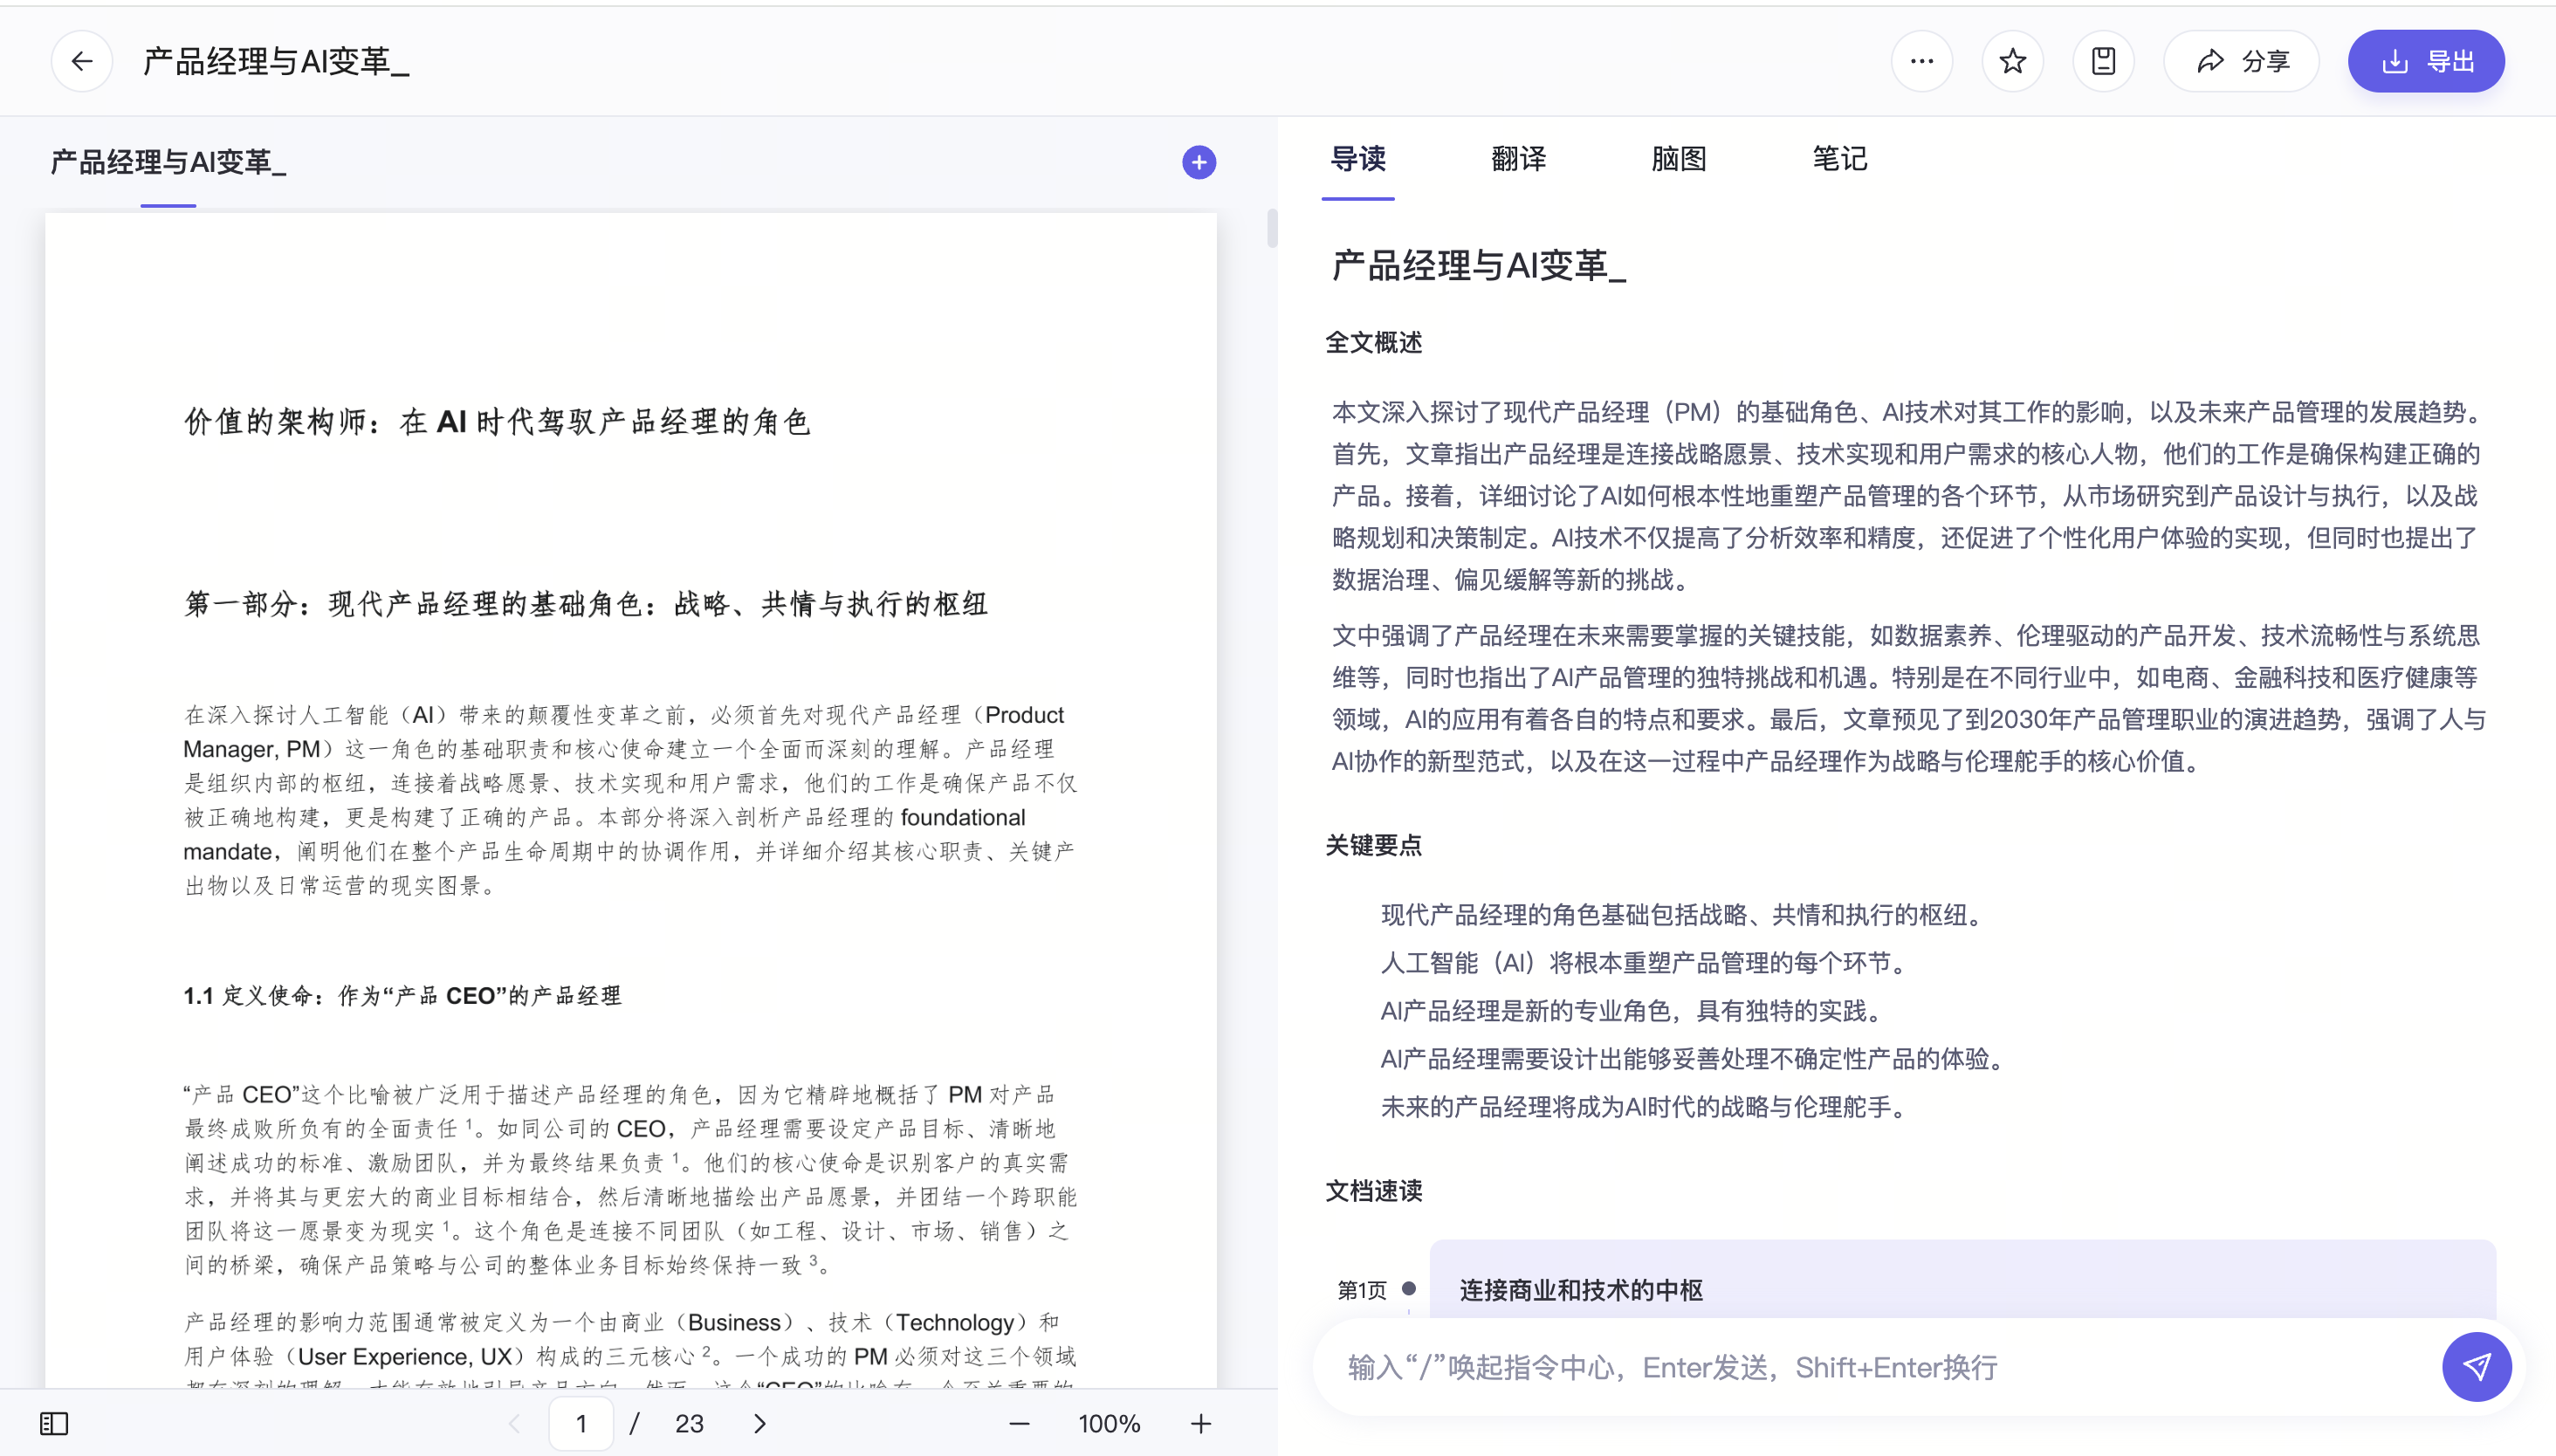 产品经理与AI变革_
分享
导出
产品经理与AI变革_
价值的架构师：在 AI 时代驾驭产品经理的角色
第一部分：现代产品经理的基础角色：战略、共情与执行的枢纽
在深入探讨人工智能（AI）带来的颠覆性变革之前，必须首先对现代产品经理（Product
Manager, PM）这一角色的基础职责和核心使命建立一个全面而深刻的理解。产品经理
是组织内部的枢纽，连接着战略愿景、技术实现和用户需求，他们的工作是确保产品不仅
被正确地构建，更是构建了正确的产品。本部分将深入剖析产品经理的 foundational
mandate，阐明他们在整个产品生命周期中的协调作用，并详细介绍其核心职责、关键产
出物以及日常运营的现实图景。
1.1 定义使命：作为“产品 CEO”的产品经理
“产品 CEO”这个比喻被广泛用于描述产品经理的角色，因为它精辟地概括了 PM 对产品
最终成败所负有的全面责任 1。如同公司的 CEO，产品经理需要设定产品目标、清晰地
阐述成功的标准、激励团队，并为最终结果负责 1。他们的核心使命是识别客户的真实需
求，并将其与更宏大的商业目标相结合，然后清晰地描绘出产品愿景，并团结一个跨职能
团队将这一愿景变为现实 1。这个角色是连接不同团队（如工程、设计、市场、销售）之
间的桥梁，确保产品策略与公司的整体业务目标始终保持一致 3。
产品经理的影响力范围通常被定义为一个由商业（Business）、技术（Technology）和
用户体验（User Experience, UX）构成的三元核心 2。一个成功的 PM 必须对这三个领域
1 / 23
100%
导读
翻译
脑图
笔记
产品经理与AI变革_
全文概述
本文深入探讨了现代产品经理（PM）的基础角色、AI技术对其工作的影响，以及未来产品管理的发展趋势。
首先，文章指出产品经理是连接战略愿景、技术实现和用户需求的核心人物，他们的工作是确保构建正确的
产品。接着，详细讨论了AI如何根本性地重塑产品管理的各个环节，从市场研究到产品设计与执行，以及战
略规划和决策制定。AI技术不仅提高了分析效率和精度，还促进了个性化用户体验的实现，但同时也提出了
数据治理、偏见缓解等新的挑战。
文中强调了产品经理在未来需要掌握的关键技能，如数据素养、伦理驱动的产品开发、技术流畅性与系统思
维等，同时也指出了AI产品管理的独特挑战和机遇。特别是在不同行业中，如电商、金融科技和医疗健康等
领域，AI的应用有着各自的特点和要求。最后，文章预见了到2030年产品管理职业的演进趋势，强调了人与
AI协作的新型范式，以及在这一过程中产品经理作为战略与伦理舵手的核心价值。
关键要点
现代产品经理的角色基础包括战略、共情和执行的枢纽。
人工智能（AI）将根本重塑产品管理的每个环节。
AI产品经理是新的专业角色，具有独特的实践。
AI产品经理需要设计出能够妥善处理不确定性产品的体验。
未来的产品经理将成为AI时代的战略与伦理舵手。
文档速读
第1页
连接商业和技术的中枢
输入“/”唤起指令中心，Enter发送，Shift+Enter换行